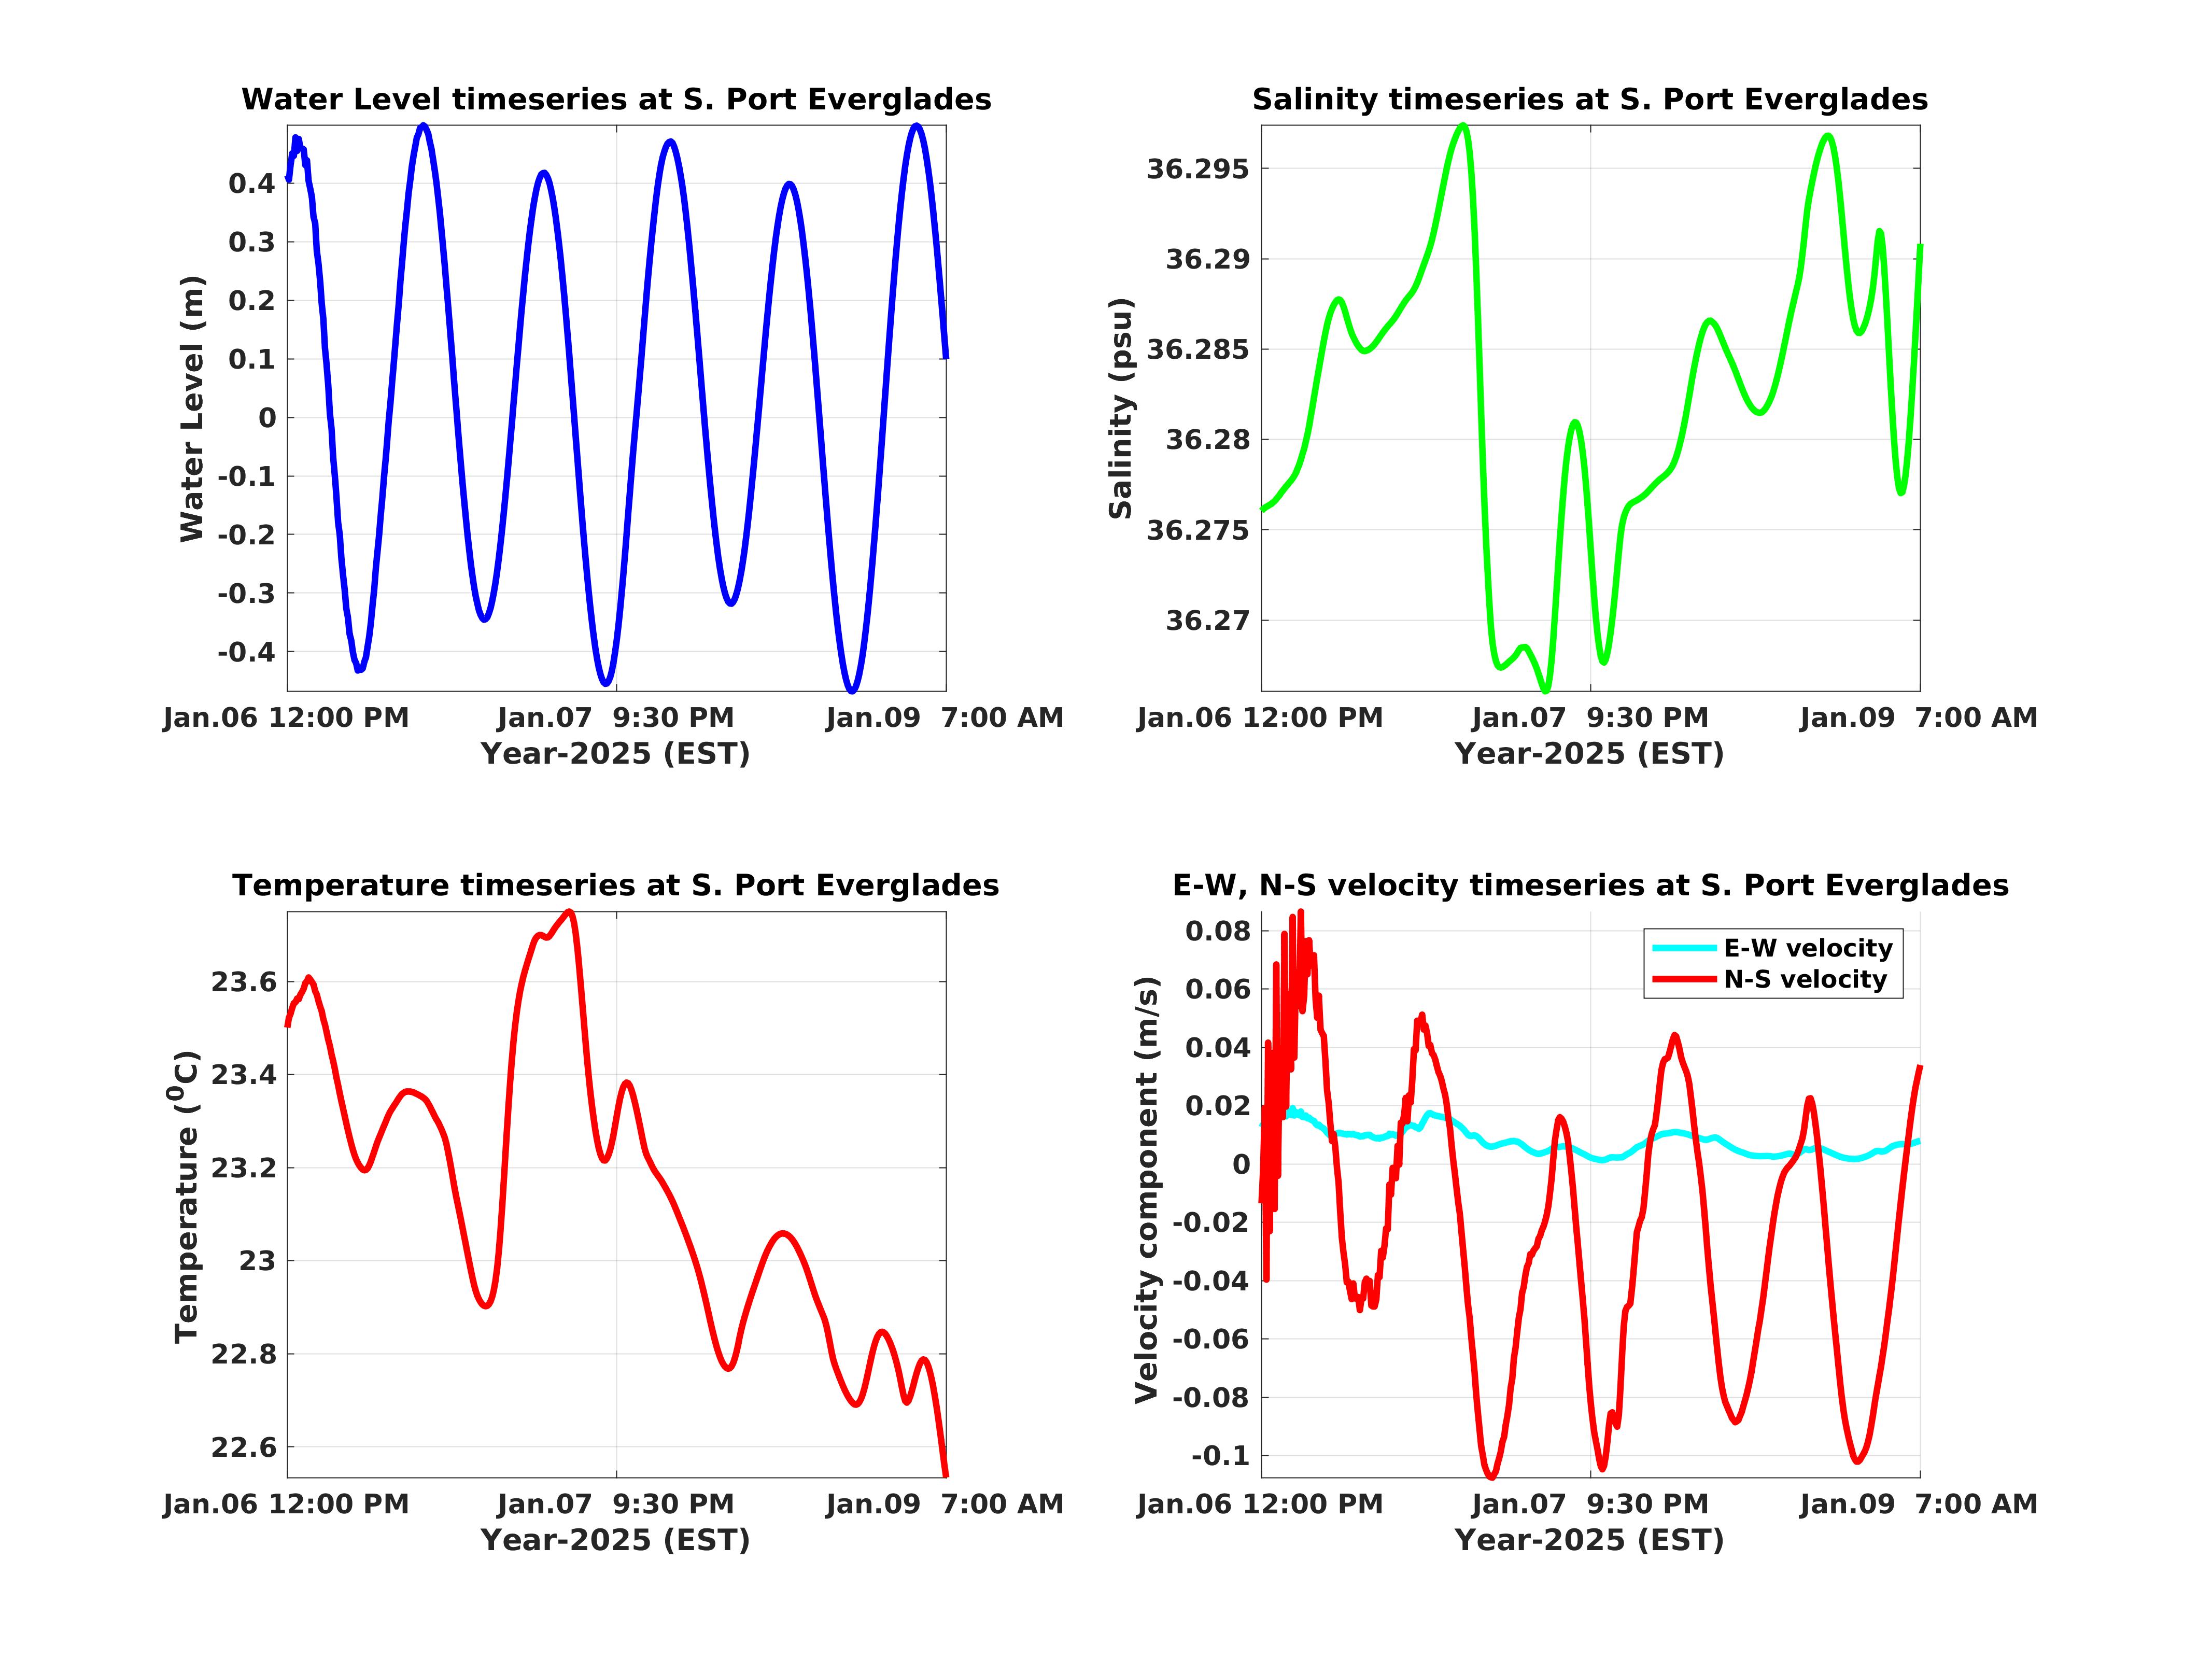 Water Level timeseries at S. Port Everglades
Water Level (m)
0.4
0.3
0.2
0.1
0
-0.1
-0.2
-0.3
-0.4
Jan.06 12:00 PM
Jan.07 9:30 PM
Jan.09 7:00 AM
Year-2025 (EST)
Salinity timeseries at S. Port Everglades
Salinity (psu)
36.295
36.29
36.285
36.28
36.275
36.27
Jan.06 12:00 PM
Jan.07 9:30 PM
Jan.09 7:00 AM
Year-2025 (EST)
Temperature timeseries at S. Port Everglades
Temperature (⁰C)
23.6
23.4
23.2
23
22.8
22.6
Jan.06 12:00 PM
Jan.07 9:30 PM
Jan.09 7:00 AM
Year-2025 (EST)
E-W, N-S velocity timeseries at S. Port Everglades
Velocity component (m/s)
0.08
0.06
0.04
0.02
0
-0.02
-0.04
-0.06
-0.08
-0.1
E-W velocity
N-S velocity
Jan.06 12:00 PM
Jan.07 9:30 PM
Jan.09 7:00 AM
Year-2025 (EST)